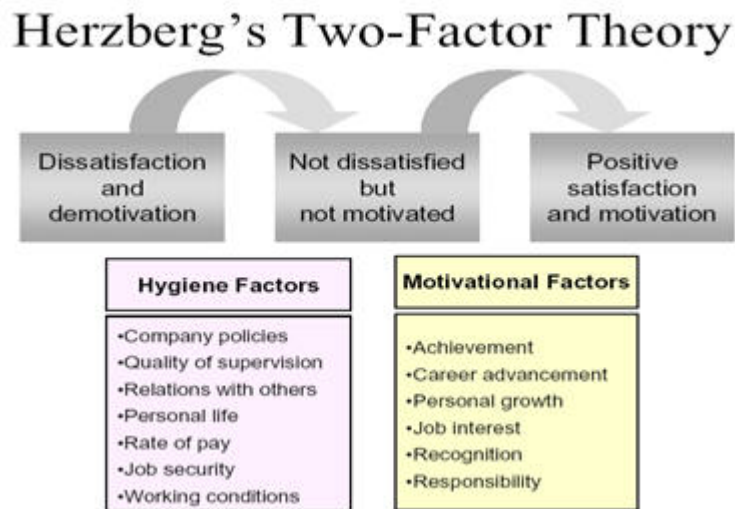 Herzberg's Two-Factor Theory
Dissatisfaction
and
demotivation
Not dissatisfied
but
not motivated
Positive
satisfaction
and motivation
Hygiene Factors
•Company policies
•Quality of supervision
•Relations with others
•Personal life
•Rate of pay
•Job security
•Working conditions
Motivational Factors
•Achievement
•Career advancement
•Personal growth
•Job interest
•Recognition
•Responsibility